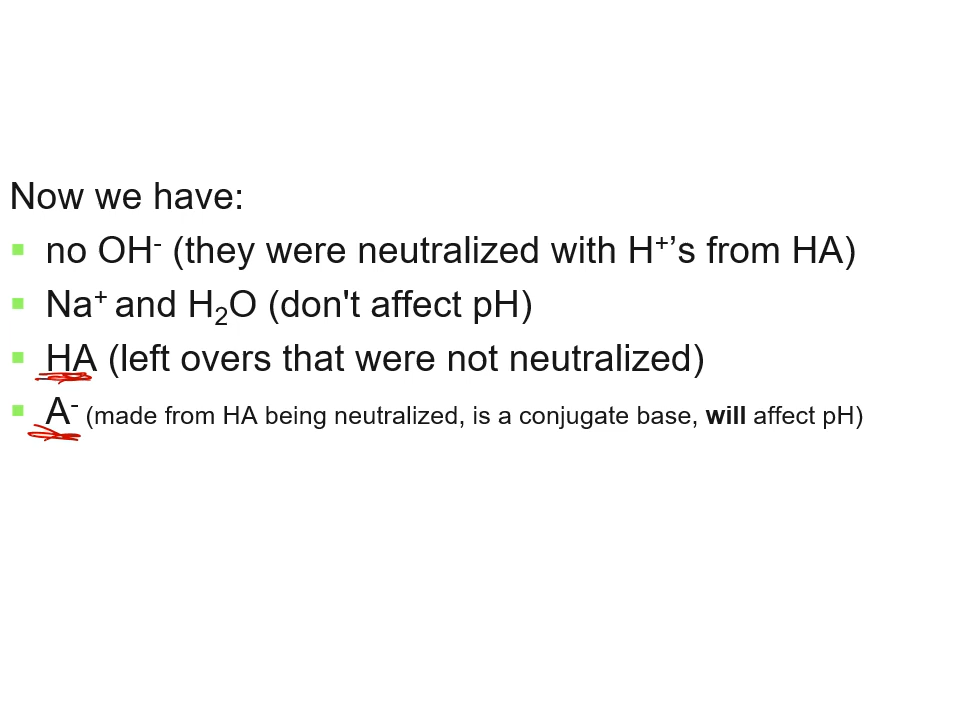 Now we have:
▪ no OH⁻ (they were neutralized with H⁺’s from HA)
▪ Na⁺ and H₂O (don't affect pH)
▪ HA (left overs that were not neutralized)
▪ A⁻ (made from HA being neutralized, is a conjugate base, will affect pH)